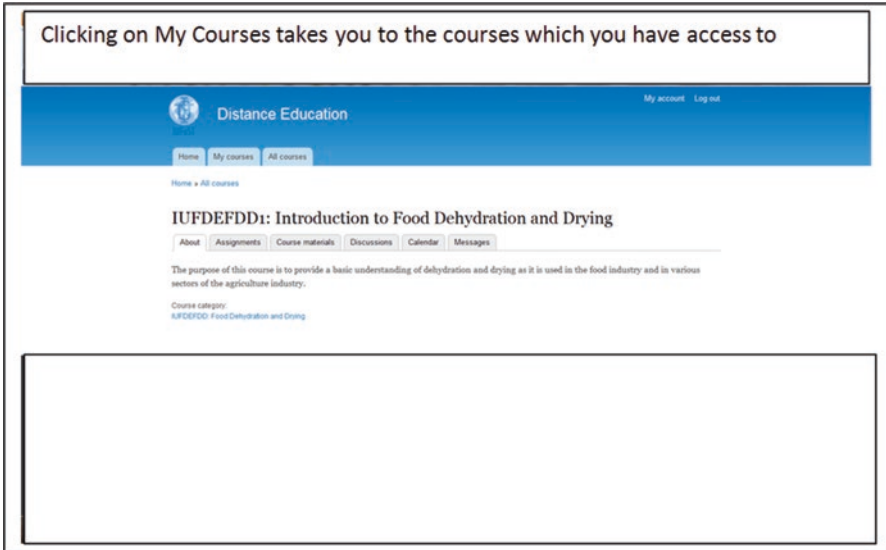 Clicking on My Courses takes you to the courses which you have access to
My account Log out
Distance Education
Home My courses All courses
Home » All courses
IUFDEFDD1: Introduction to Food Dehydration and Drying
About Assignments Course materials Discussions Calendar Messages
The purpose of this course is to provide a basic understanding of dehydration and drying as it is used in the food industry and in various
sectors of the agriculture industry.
Course category:
IUFDEFDD: Food Dehydration and Drying